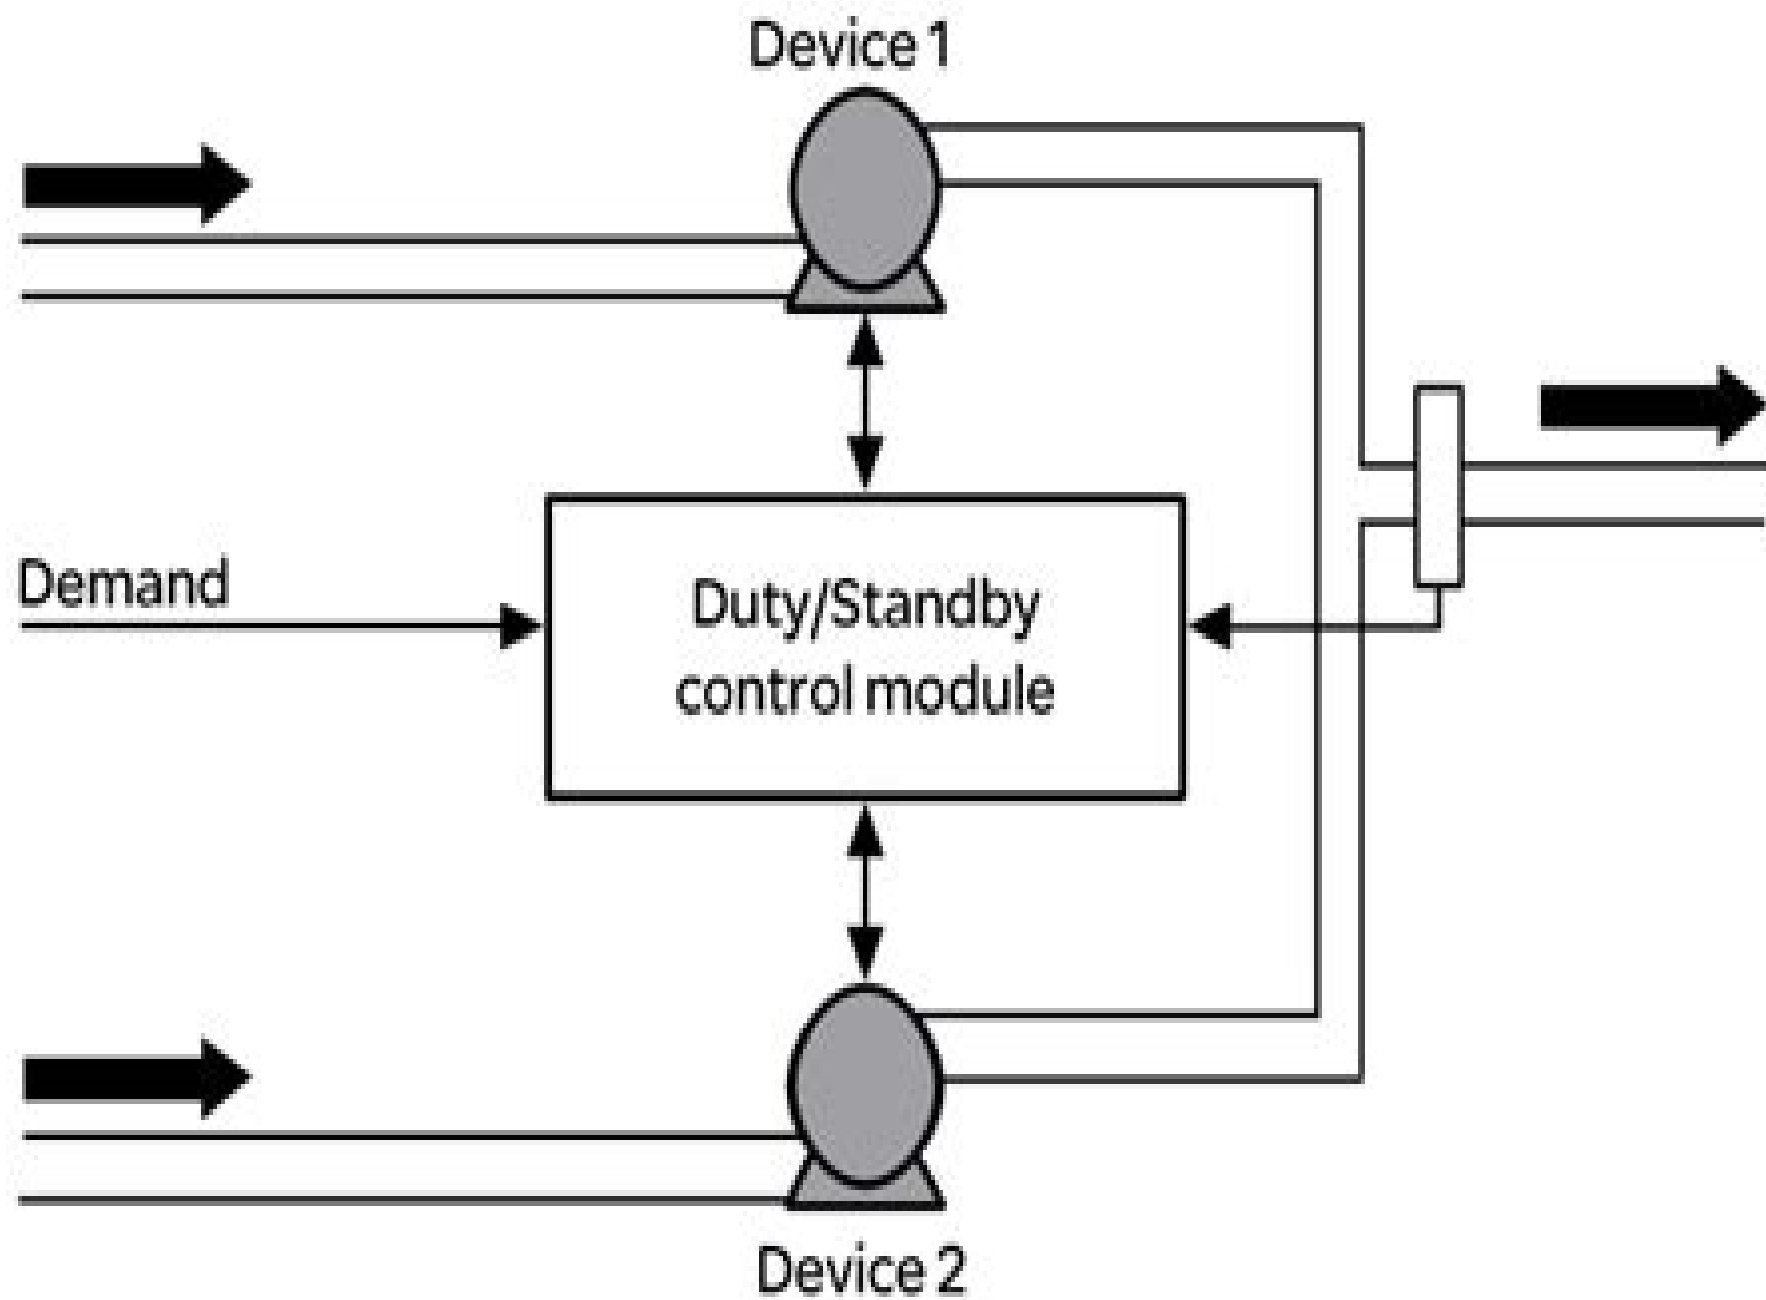 Device 1
Demand
Duty/Standby
control module
Device 2